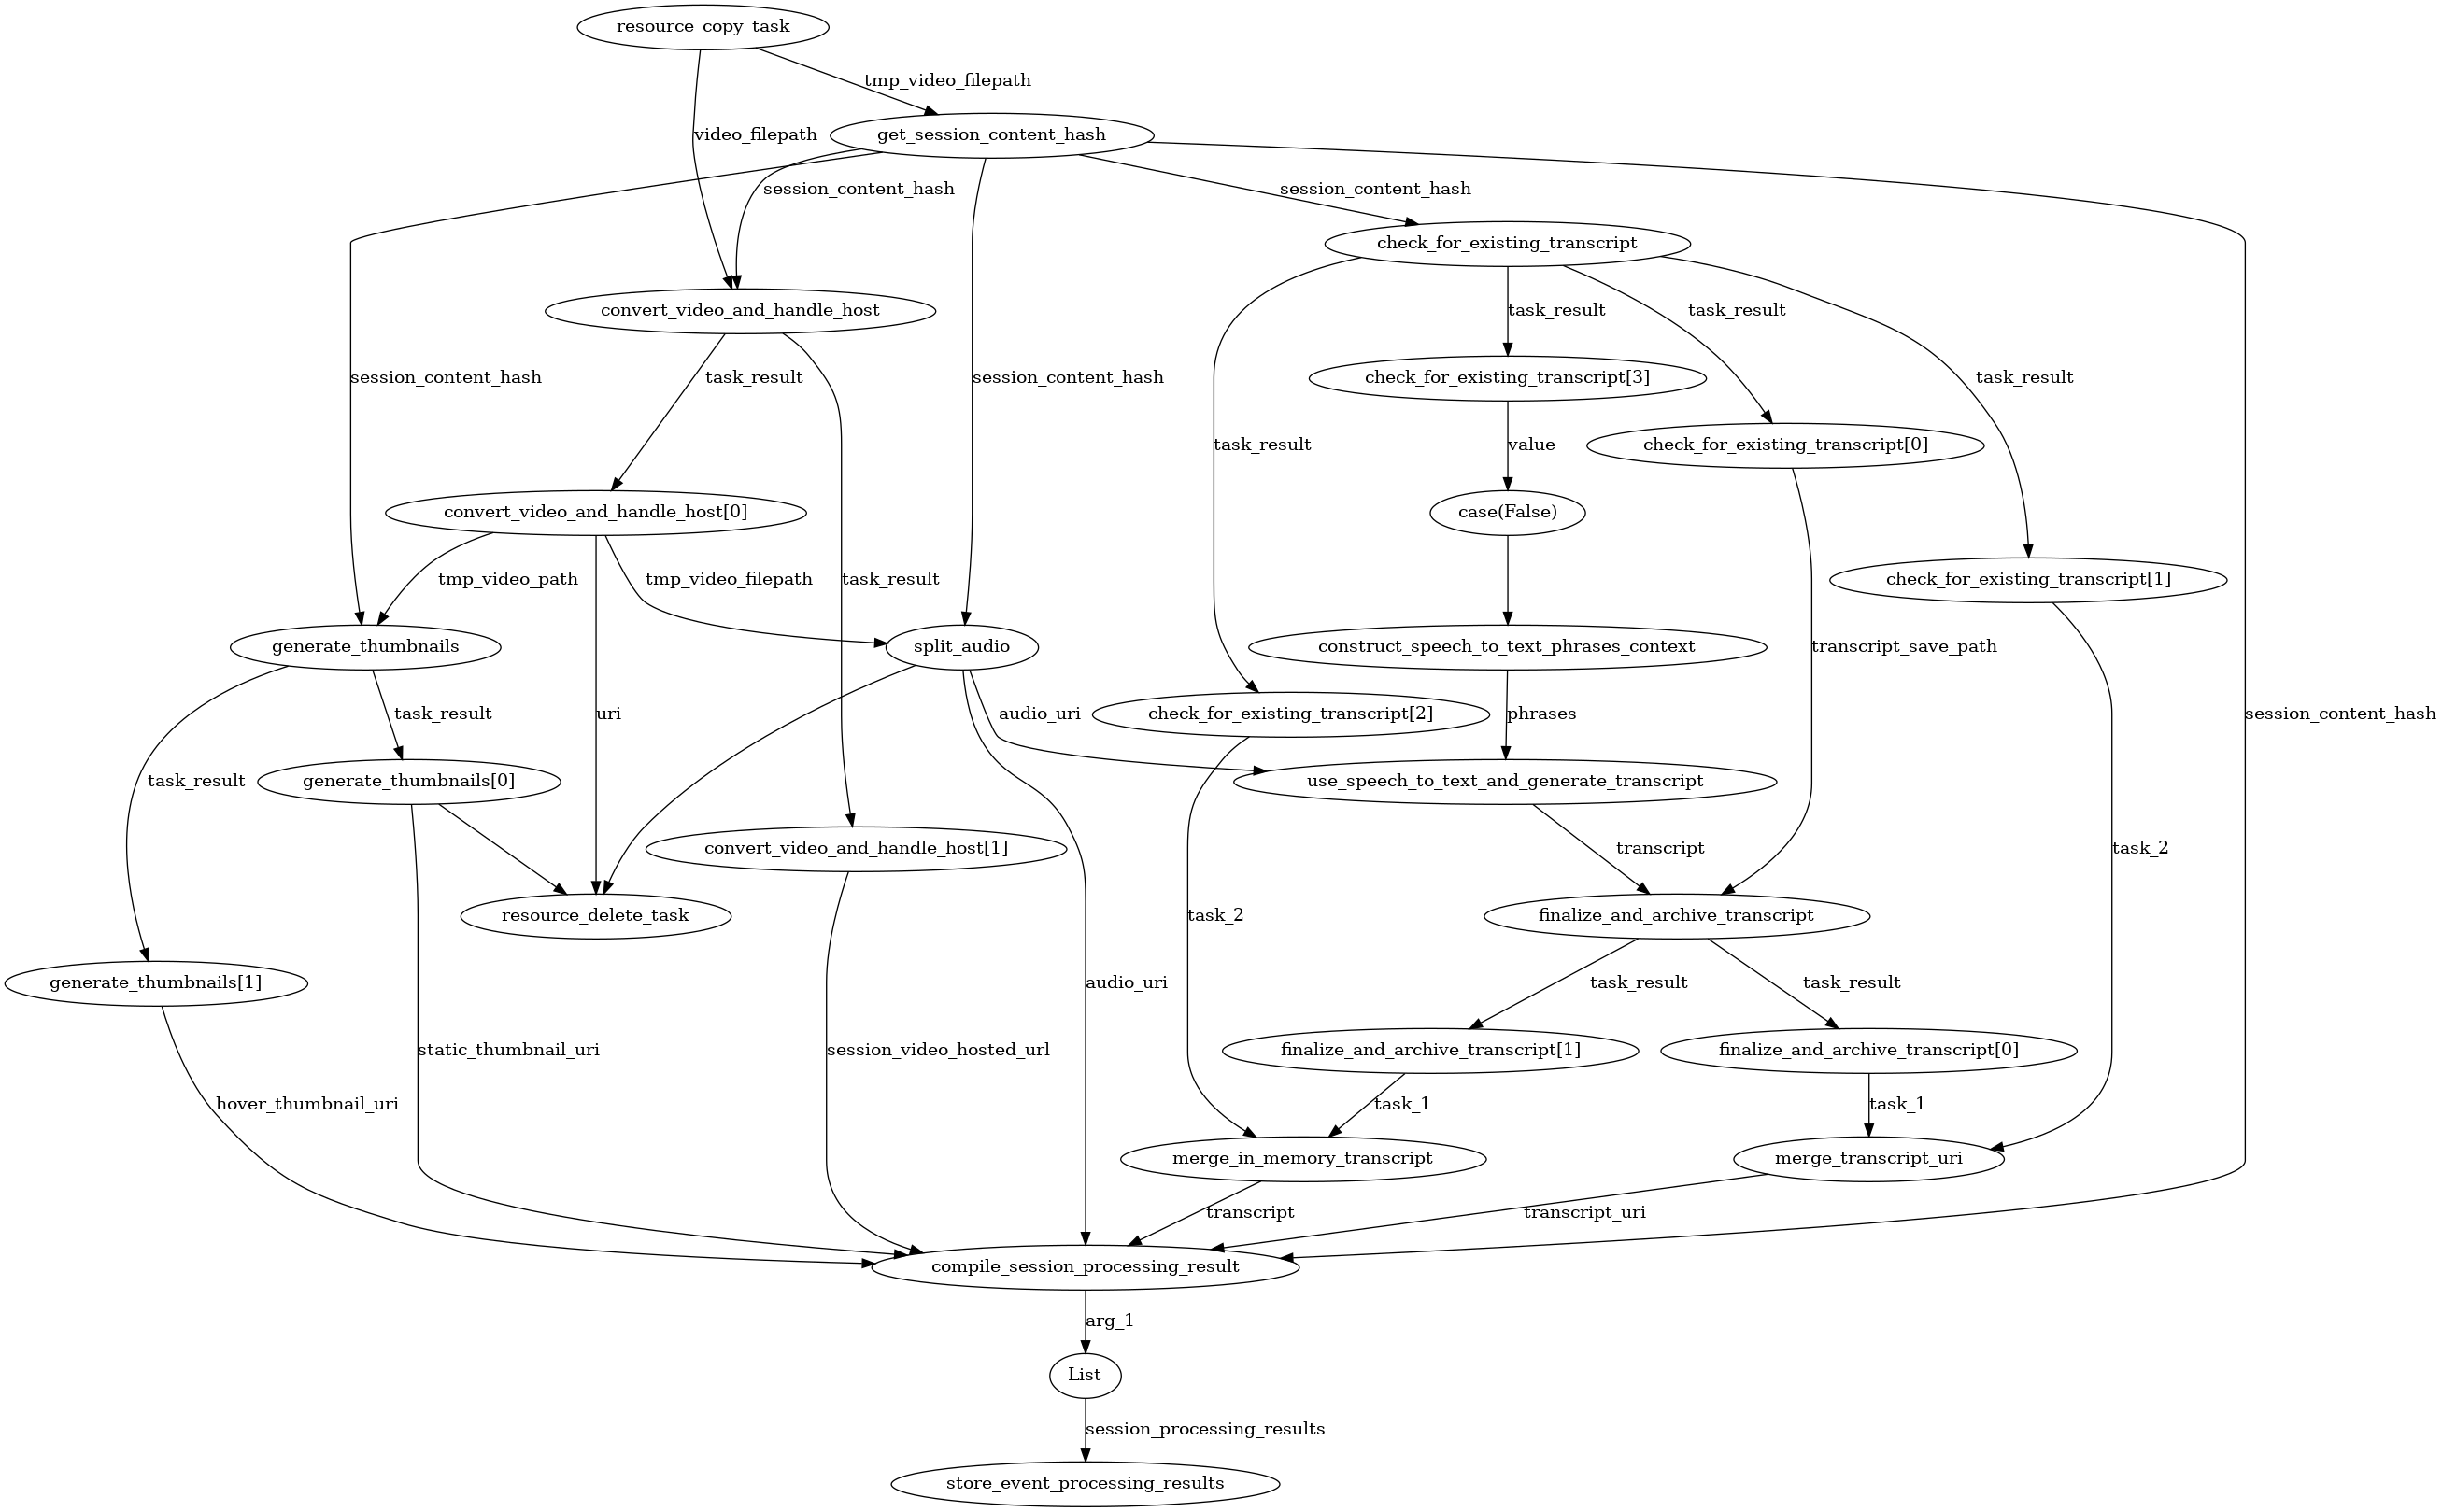 resource_copy_task
tmp_video_filepath
video_filepath
get_session_content_hash
session_content_hash
session_content_hash
check_for_existing_transcript
convert_video_and_handle_host
task_result
task_result
session_content_hash
task_result
session_content_hash
check_for_existing_transcript[3]
task_result
task_result
value
check_for_existing_transcript[0]
convert_video_and_handle_host[0]
case(False)
tmp_video_path
tmp_video_filepath
task_result
check_for_existing_transcript[1]
generate_thumbnails
split_audio
construct_speech_to_text_phrases_context
transcript_save_path
task_result
uri
audio_uri
check_for_existing_transcript[2]
phrases
session_content_hash
task_result
generate_thumbnails[0]
use_speech_to_text_and_generate_transcript
convert_video_and_handle_host[1]
transcript
task_2
resource_delete_task
task_2
finalize_and_archive_transcript
generate_thumbnails[1]
audio_uri
task_result
task_result
static_thumbnail_uri
session_video_hosted_url
finalize_and_archive_transcript[1]
finalize_and_archive_transcript[0]
hover_thumbnail_uri
task_1
task_1
merge_in_memory_transcript
merge_transcript_uri
transcript
transcript_uri
compile_session_processing_result
arg_1
List
session_processing_results
store_event_processing_results